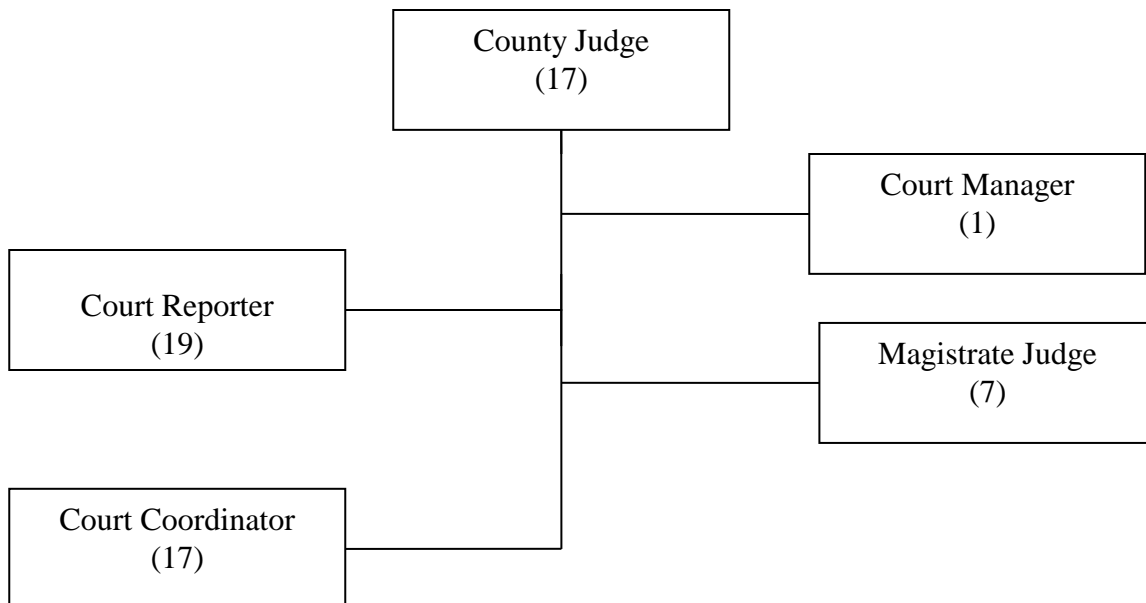 County Judge
(17)
Court Manager
(1)
Court Reporter
(19)
Magistrate Judge
(7)
Court Coordinator
(17)